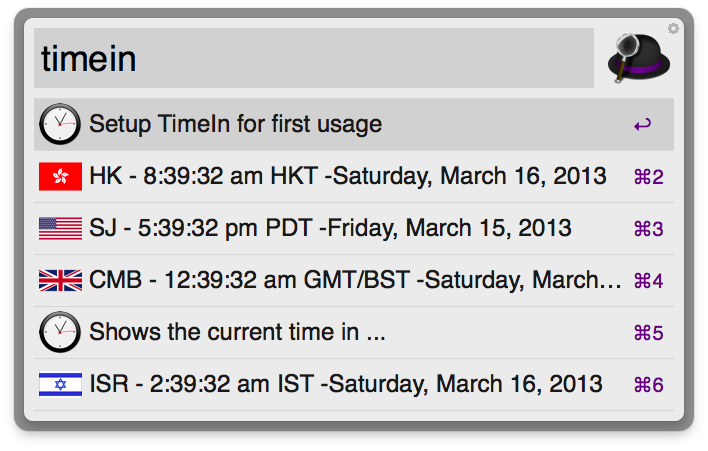 timein
Setup TimeIn for first usage ↩
HK - 8:39:32 am HKT -Saturday, March 16, 2013 ⌘2
SJ - 5:39:32 pm PDT -Friday, March 15, 2013 ⌘3
CMB - 12:39:32 am GMT/BST -Saturday, March… ⌘4
Shows the current time in ... ⌘5
ISR - 2:39:32 am IST -Saturday, March 16, 2013 ⌘6